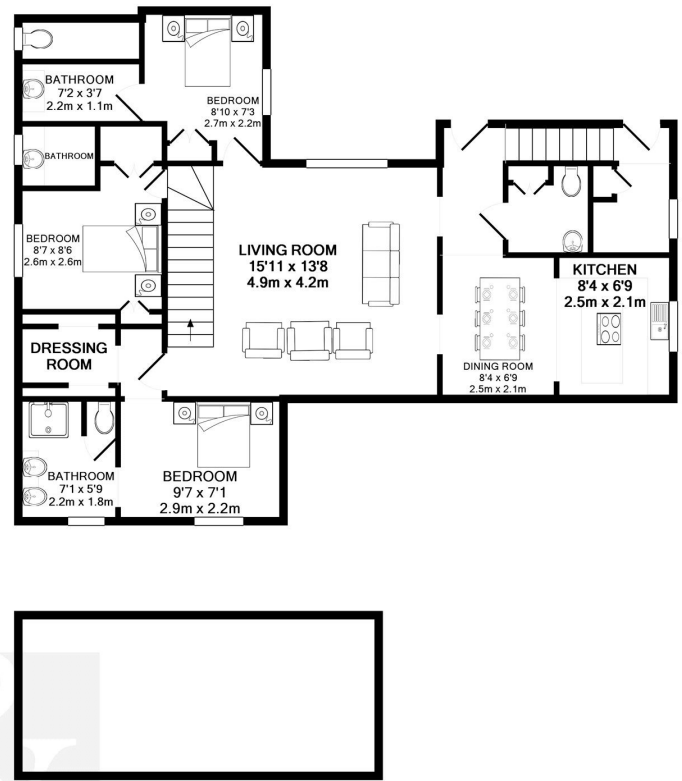 BATHROOM
7'2 x 3'7
2.2m x 1.1m
BEDROOM
8'10 x 7'3
2.7m x 2.2m
BATHROOM
BEDROOM
8'7 x 8'6
2.6m x 2.6m
LIVING ROOM
15'11 x 13'8
4.9m x 4.2m
KITCHEN
8'4 x 6'9
2.5m x 2.1m
DRESSING
ROOM
DINING ROOM
8'4 x 6'9
2.5m x 2.1m
BATHROOM
7'1 x 5'9
2.2m x 1.8m
BEDROOM
9'7 x 7'1
2.9m x 2.2m